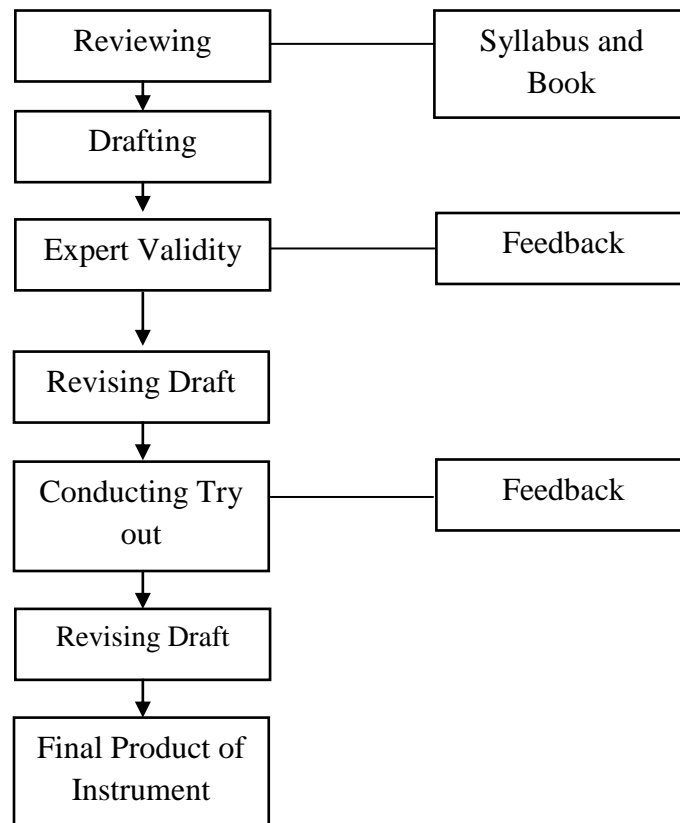 Reviewing
Syllabus and
Book
Drafting
Expert Validity
Feedback
Revising Draft
Conducting Try
out
Feedback
Revising Draft
Final Product of
Instrument